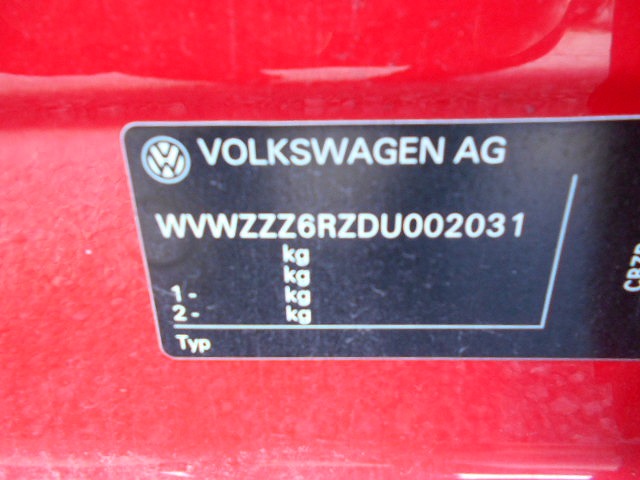 VOLKSWAGEN AG
WVWZZZ6RZDU002031
kg
kg
1- kg
2- kg
Typ